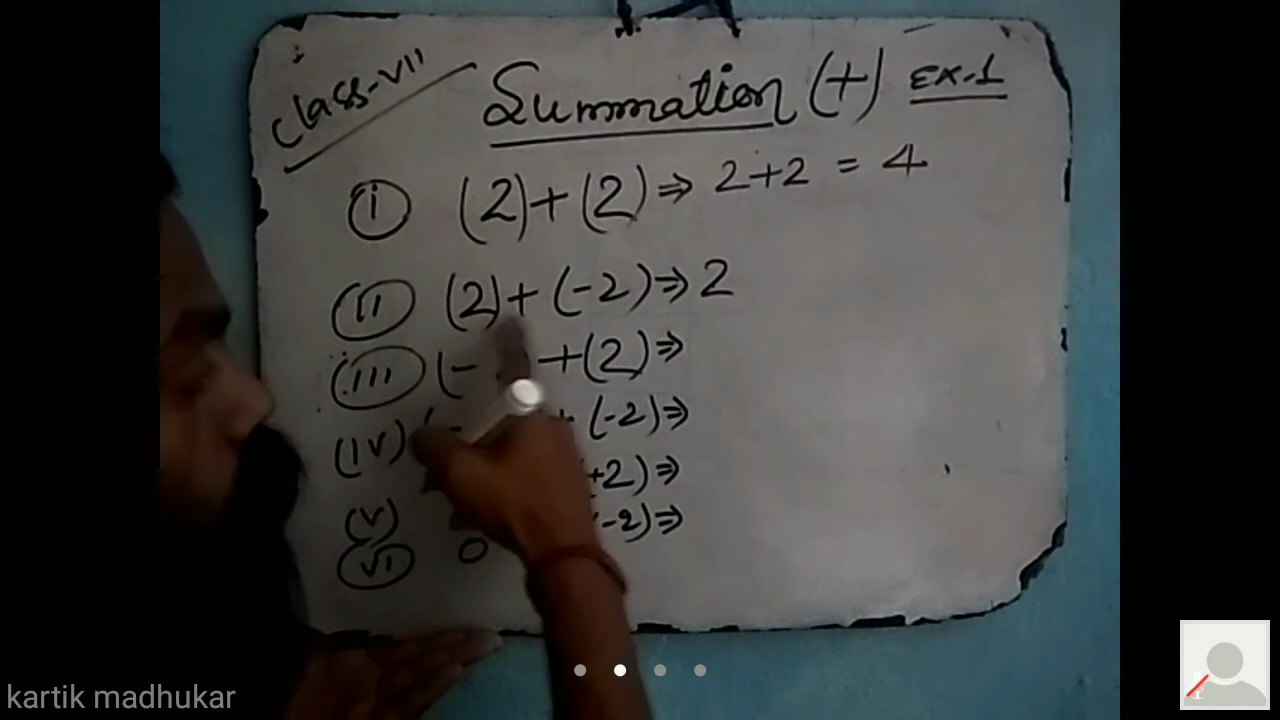 Class-VII
Summation (+) EX-1
(i) (2)+(2)⇒ 2+2 = 4
(ii) (2)+(-2)⇒2
(iii) (- +(2)⇒
(iv) (- + (-2)⇒
(v) +2)⇒
(vi) 0 -2)⇒
kartik madhukar